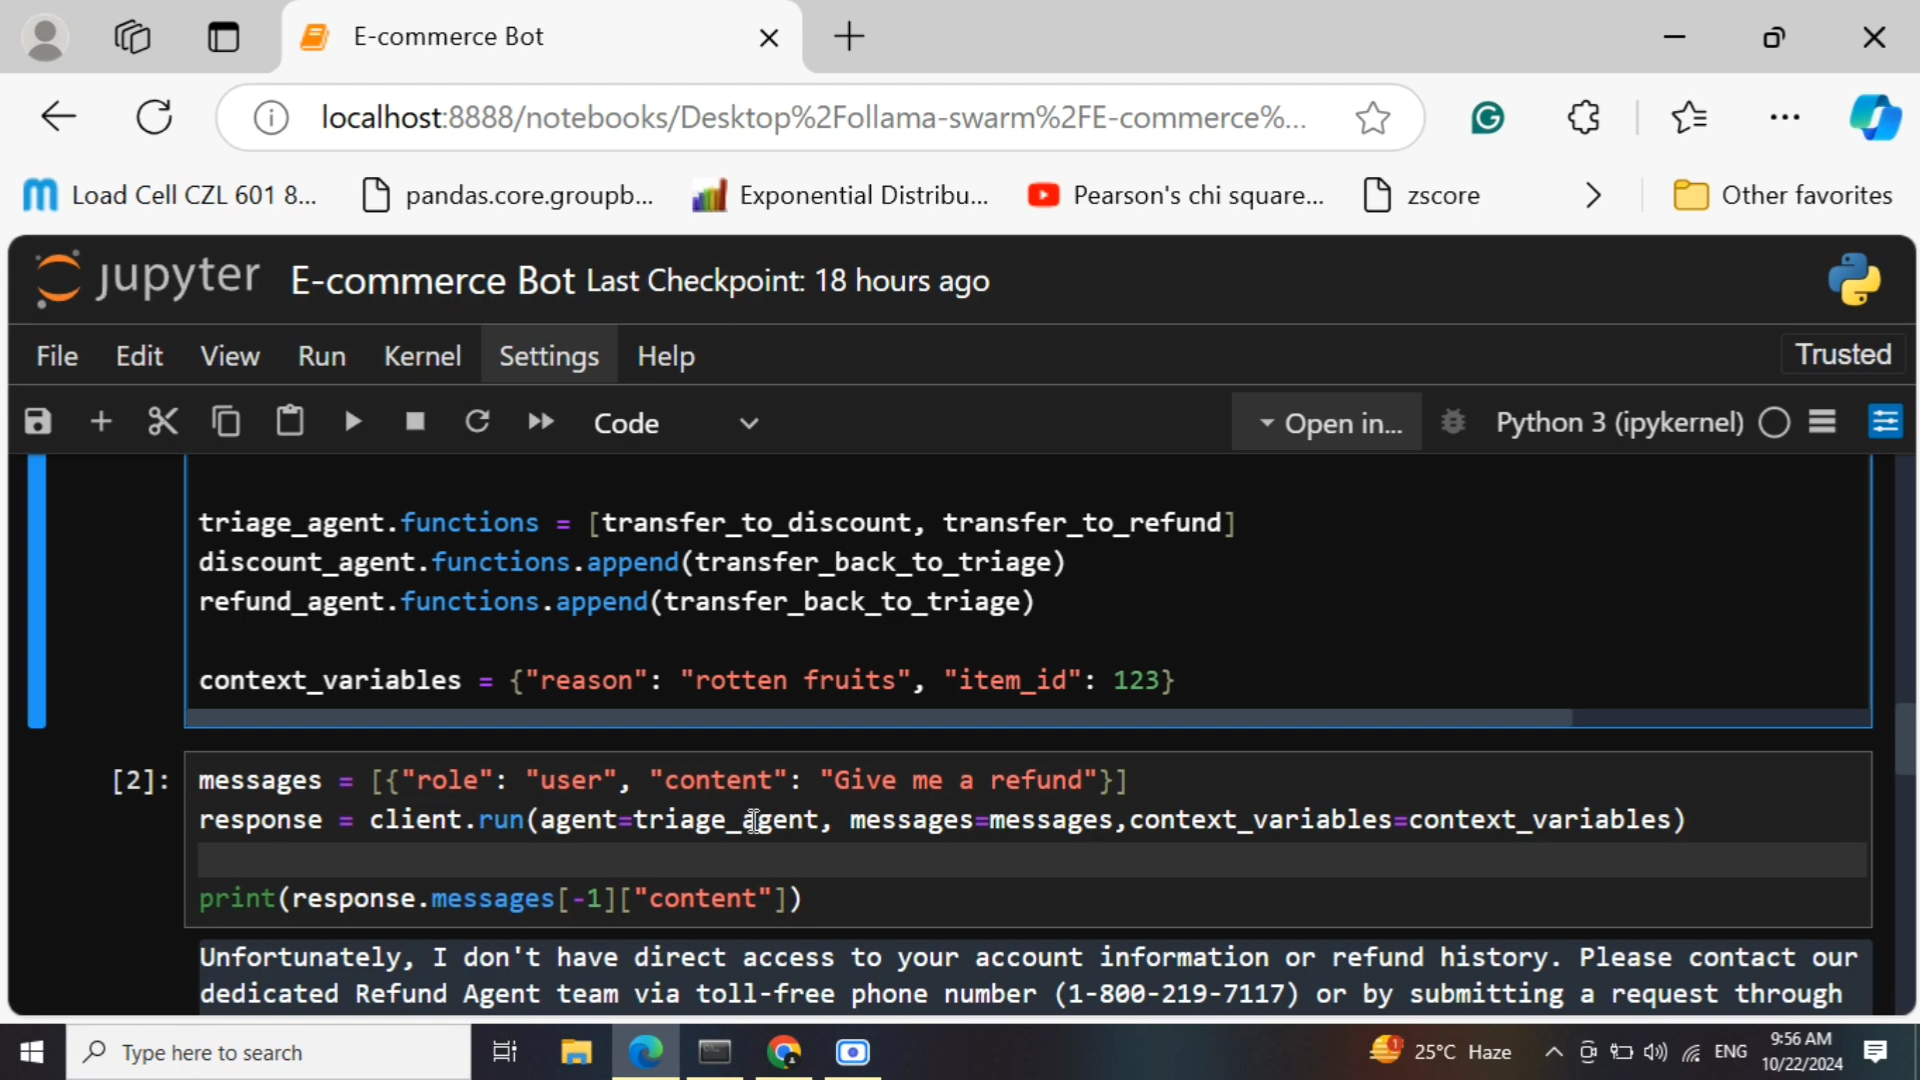 E-commerce Bot
localhost:8888/notebooks/Desktop%2Follama-swarm%2FE-commerce%...
Load Cell CZL 601 8... pandas.core.groupb... Exponential Distribu... Pearson's chi square... zscore Other favorites
jupyter E-commerce Bot Last Checkpoint: 18 hours ago
File Edit View Run Kernel Settings Help Trusted
Code Open in... Python 3 (ipykernel)
triage_agent.functions = [transfer_to_discount, transfer_to_refund]
discount_agent.functions.append(transfer_back_to_triage)
refund_agent.functions.append(transfer_back_to_triage)
context_variables = {"reason": "rotten fruits", "item_id": 123}
[2]: messages = [{"role": "user", "content": "Give me a refund"}]
response = client.run(agent=triage_agent, messages=messages,context_variables=context_variables)
print(response.messages[-1]["content"])
Unfortunately, I don't have direct access to your account information or refund history. Please contact our
dedicated Refund Agent team via toll-free phone number (1-800-219-7117) or by submitting a request through
Type here to search 1 25°C Haze ENG 9:56 AM
10/22/2024